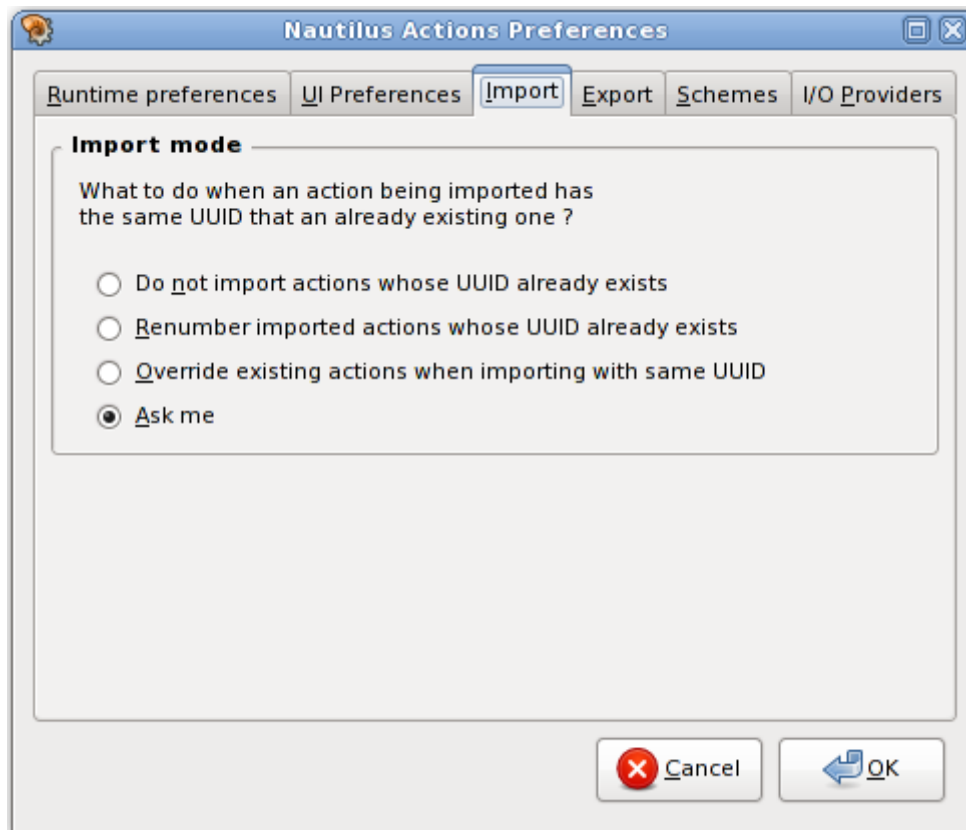 Nautilus Actions Preferences
Runtime preferences UI Preferences Import Export Schemes I/O Providers
Import mode
What to do when an action being imported has
the same UUID that an already existing one ?
Do not import actions whose UUID already exists
Renumber imported actions whose UUID already exists
Override existing actions when importing with same UUID
Ask me
Cancel OK